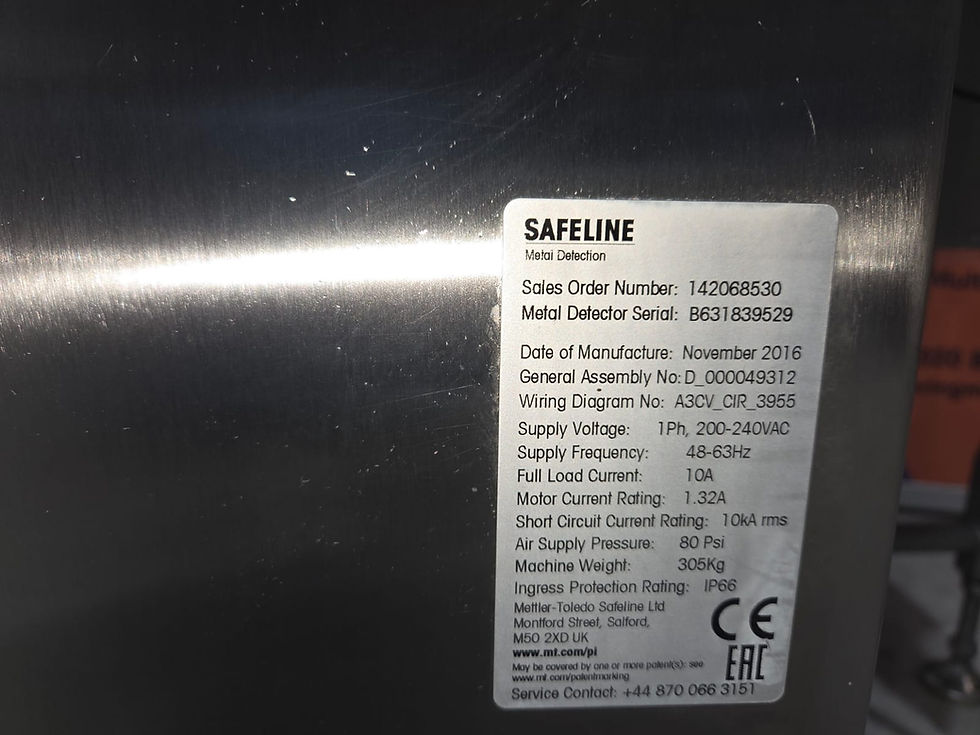 SAFELINE
Metal Detection
Sales Order Number: 142068530
Metal Detector Serial: B631839529
Date of Manufacture: November 2016
General Assembly No: D_000049312
Wiring Diagram No: A3CV_CIR_3955
Supply Voltage: 1Ph, 200-240VAC
Supply Frequency: 48-63Hz
Full Load Current: 10A
Motor Current Rating: 1.32A
Short Circuit Current Rating: 10kA rms
Air Supply Pressure: 80 Psi
Machine Weight: 305Kg
Ingress Protection Rating: IP66
Mettler-Toledo Safeline Ltd
Montford Street, Salford,
M50 2XD UK
www.mt.com/pi
May be covered by one or more patent(s): see
www.mt.com/patentmarking
Service Contact: +44 870 066 3151
CE
EAC